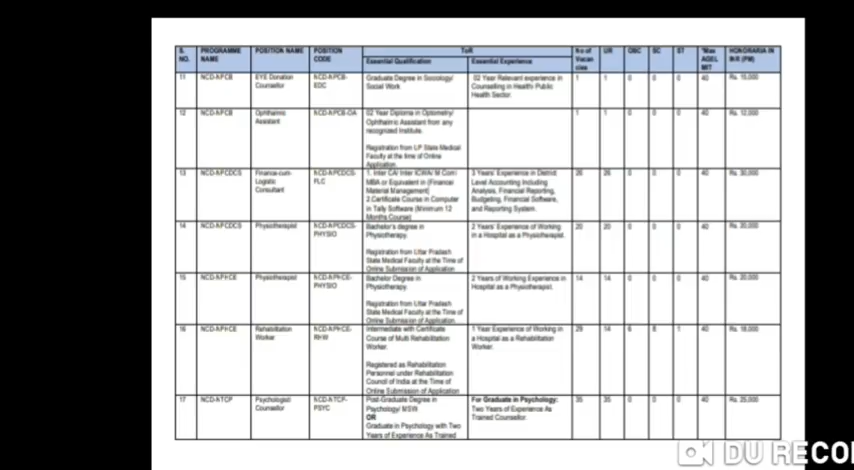 S. NO. PROGRAMME NAME POSITION NAME POSITION CODE ToR No of Vacancies UR OBC SC ST *Max AGE LIMIT HONORARIA IN INR (PM)
Essential Qualification Essential Experience
11 NCD-NPCB EYE Donation Counsellor NCD-NPCB-EDC Graduate Degree in Sociology/ Social Work 02 Year Relevant experience in Counselling in Health/ Public Health Sector. 1 1 0 0 0 40 Rs. 15,000
12 NCD-NPCB Ophthalmic Assistant NCD-NPCB-OA 02 Year Diploma in Optometry/ Ophthalmic Assistant from any recognized Institute. 1 1 0 0 0 40 Rs. 12,000
Registration from UP State Medical Faculty at the time of Online Application.
13 NCD-NPCDCS Finance-cum-Logistic Consultant NCD-NPCDCS-FLC 1. Inter CA/ Inter ICWA/ M Com/ MBA or Equivalent in (Finance/ Material Management) 3 Years' Experience in District Level Accounting Including Analysis, Financial Reporting, Budgeting, Financial Software, and Reporting System. 26 26 0 0 0 40 Rs. 30,000
2.Certificate Course in Computer in Tally Software (Minimum 12 Months Course)
14 NCD-NPCDCS Physiotherapist NCD-NPCDCS-PHYSIO Bachelor's degree in Physiotherapy. 2 Years' Experience of Working in a Hospital as a Physiotherapist. 20 20 0 0 0 40 Rs. 20,000
Registration from Uttar Pradesh State Medical Faculty at the Time of Online Submission of Application
15 NCD-NPHCE Physiotherapist NCD-NPHCE-PHYSIO Bachelor Degree in Physiotherapy. 2 Years of Working Experience in Hospital as a Physiotherapist. 14 14 0 0 0 40 Rs. 20,000
Registration from Uttar Pradesh State Medical Faculty at the Time of Online Submission of Application.
16 NCD-NPHCE Rehabilitation Worker NCD-NPHCE-RHW Intermediate with Certificate Course of Multi Rehabilitation Worker. 1 Year Experience of Working in a Hospital as a Rehabilitation Worker. 29 14 1 40 Rs. 18,000
Registered as Rehabilitation Personnel under Rehabilitation Council of India at the Time of Online Submission of Application
17 NCD-NTCP Psychologist/ Counsellor NCD-NTCP-PSYC Post-Graduate Degree in Psychology/ MSW For Graduate in Psychology: Two Years of Experience As Trained Counsellor. 35 35 0 0 0 40 Rs. 25,000
OR
Graduate in Psychology with Two Years of Experience As Trained
DU RECO